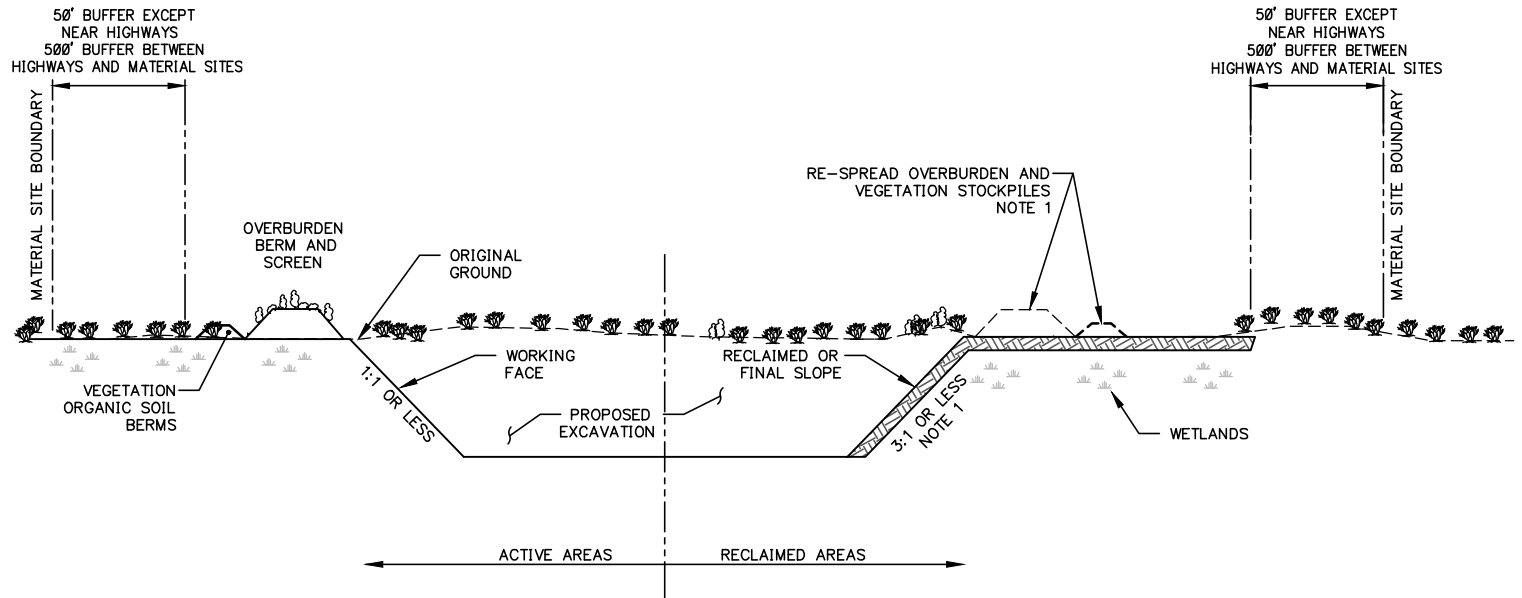 50' BUFFER EXCEPT
NEAR HIGHWAYS
500' BUFFER BETWEEN
HIGHWAYS AND MATERIAL SITES
50' BUFFER EXCEPT
NEAR HIGHWAYS
500' BUFFER BETWEEN
HIGHWAYS AND MATERIAL SITES
MATERIAL SITE BOUNDARY
MATERIAL SITE BOUNDARY
RE-SPREAD OVERBURDEN AND
VEGETATION STOCKPILES
NOTE 1
OVERBURDEN
BERM AND
SCREEN
ORIGINAL
GROUND
WORKING
FACE
RECLAIMED OR
FINAL SLOPE
VEGETATION
ORGANIC SOIL
BERMS
1:1 OR LESS
PROPOSED
EXCAVATION
3:1 OR LESS
NOTE 1
WETLANDS
ACTIVE AREAS
RECLAIMED AREAS